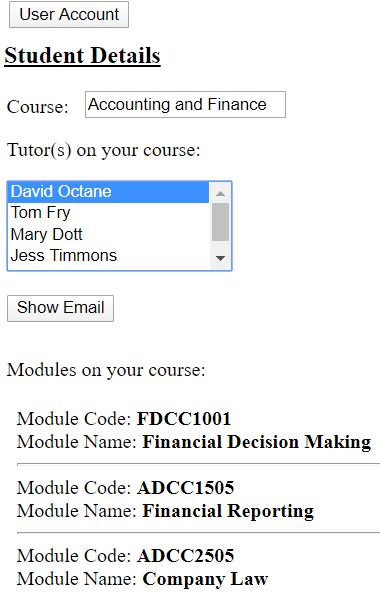 User Account
Student Details
Course: Accounting and Finance
Tutor(s) on your course:
David Octane
Tom Fry
Mary Dott
Jess Timmons
Show Email
Modules on your course:
Module Code: FDCC1001
Module Name: Financial Decision Making
Module Code: ADCC1505
Module Name: Financial Reporting
Module Code: ADCC2505
Module Name: Company Law